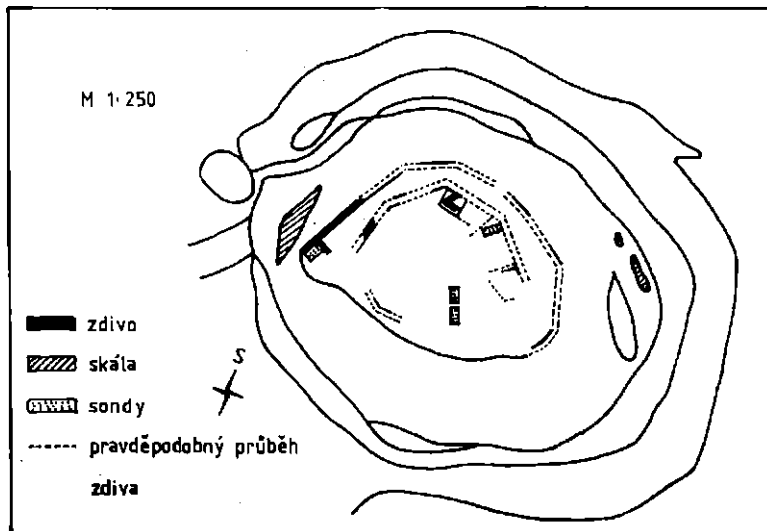 M 1:250
zdivo
skála
S
sondy
pravděpodobný průběh
zdiva